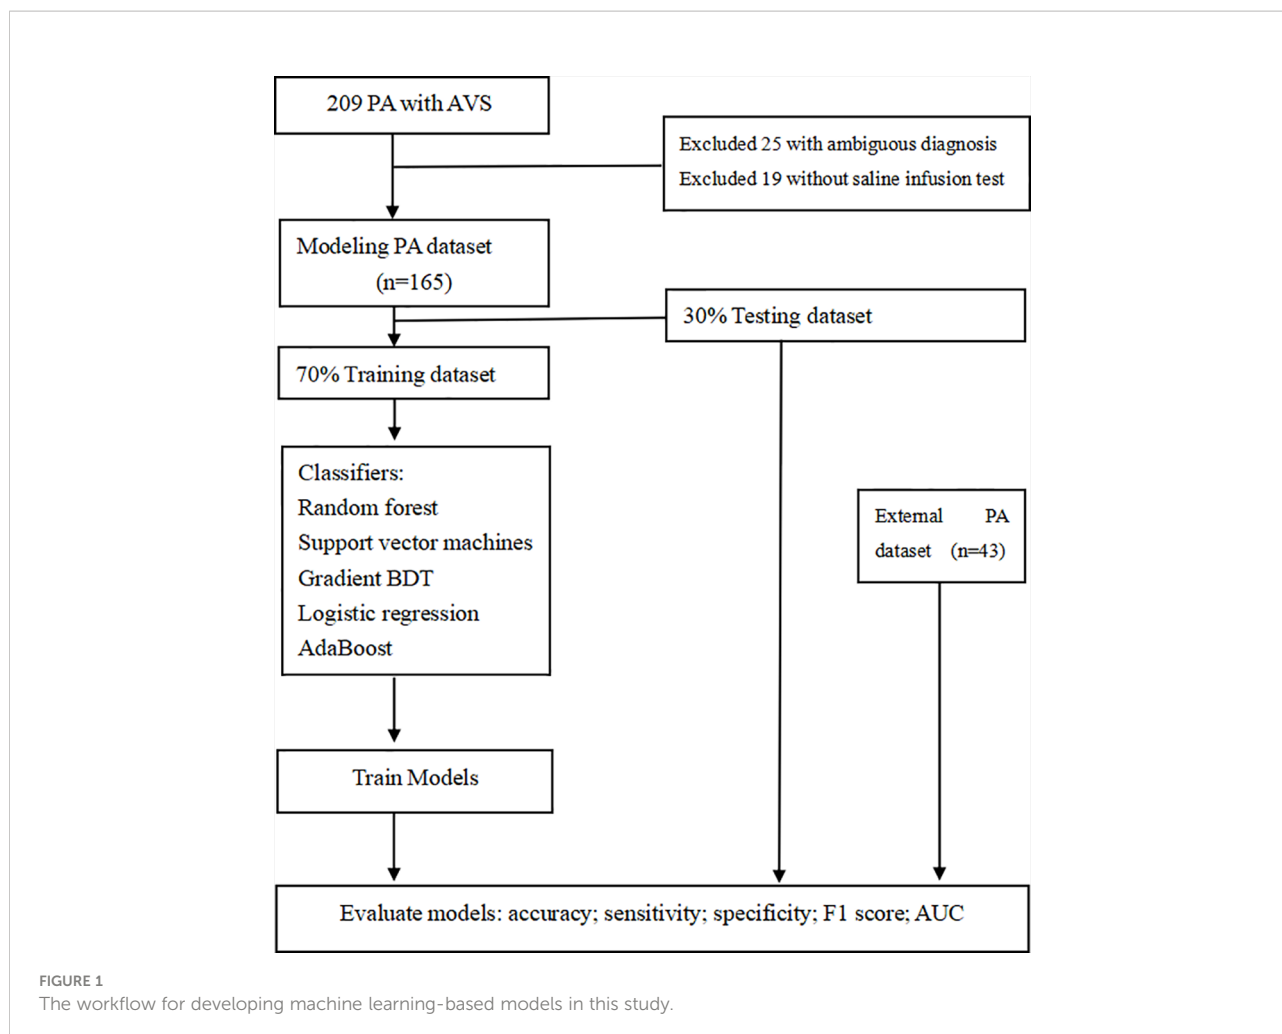 209 PA with AVS
Excluded 25 with ambiguous diagnosis
Excluded 19 without saline infusion test
Modeling PA dataset
(n=165)
30% Testing dataset
70% Training dataset
Classifiers:
Random forest
Support vector machines
Gradient BDT
Logistic regression
AdaBoost
External PA
dataset (n=43)
Train Models
Evaluate models: accuracy; sensitivity; specificity; F1 score; AUC
FIGURE 1
The workflow for developing machine learning-based models in this study.